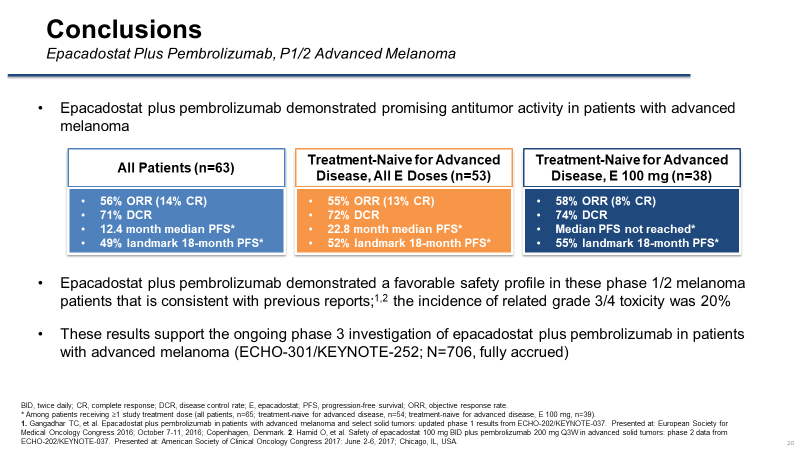 Conclusions
Epacadostat Plus Pembrolizumab, P1/2 Advanced Melanoma
• Epacadostat plus pembrolizumab demonstrated promising antitumor activity in patients with advanced
melanoma
All Patients (n=63)
• 56% ORR (14% CR)
• 71% DCR
• 12.4 month median PFS*
• 49% landmark 18-month PFS*
Treatment-Naive for Advanced
Disease, All E Doses (n=53)
• 55% ORR (13% CR)
• 72% DCR
• 22.8 month median PFS*
• 52% landmark 18-month PFS*
Treatment-Naive for Advanced
Disease, E 100 mg (n=38)
• 58% ORR (8% CR)
• 74% DCR
• Median PFS not reached*
• 55% landmark 18-month PFS*
• Epacadostat plus pembrolizumab demonstrated a favorable safety profile in these phase 1/2 melanoma
patients that is consistent with previous reports;1,2 the incidence of related grade 3/4 toxicity was 20%
• These results support the ongoing phase 3 investigation of epacadostat plus pembrolizumab in patients
with advanced melanoma (ECHO-301/KEYNOTE-252; N=706, fully accrued)
BID, twice daily; CR, complete response; DCR, disease control rate; E, epacadostat; PFS, progression-free survival; ORR, objective response rate.
* Among patients receiving ≥1 study treatment dose (all patients, n=65; treatment-naive for advanced disease, n=54; treatment-naive for advanced disease, E 100 mg, n=39).
1. Gangadhar TC, et al. Epacadostat plus pembrolizumab in patients with advanced melanoma and select solid tumors: updated phase 1 results from ECHO-202/KEYNOTE-037. Presented at: European Society for
Medical Oncology Congress 2016; October 7-11, 2016; Copenhagen, Denmark. 2. Hamid O, et al. Safety of epacadostat 100 mg BID plus pembrolizumab 200 mg Q3W in advanced solid tumors: phase 2 data from
ECHO-202/KEYNOTE-037. Presented at: American Society of Clinical Oncology Congress 2017: June 2-6, 2017; Chicago, IL, USA.
20